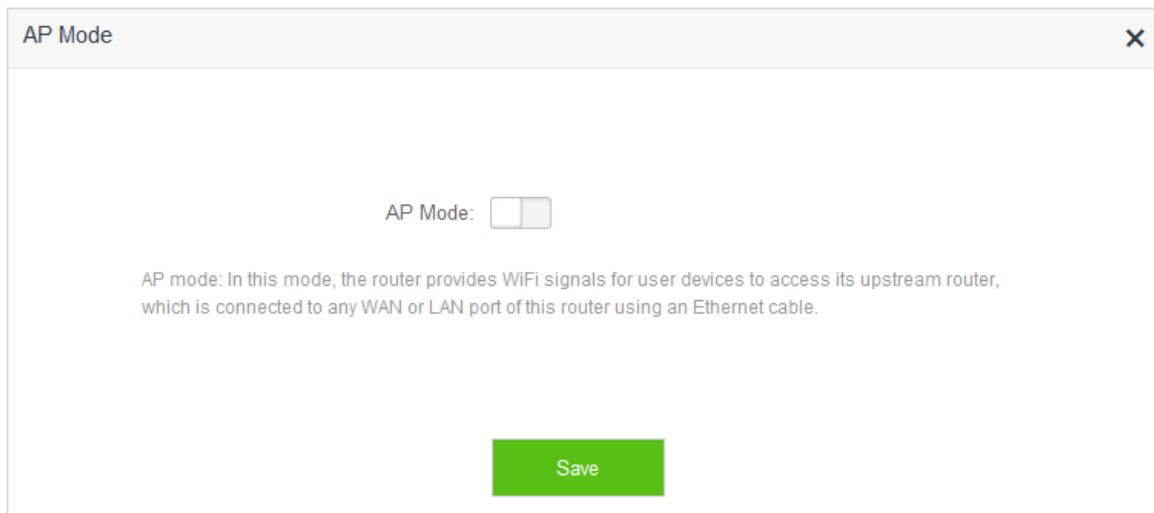 AP Mode
AP Mode:
AP mode: In this mode, the router provides WiFi signals for user devices to access its upstream router,
which is connected to any WAN or LAN port of this router using an Ethernet cable.
Save